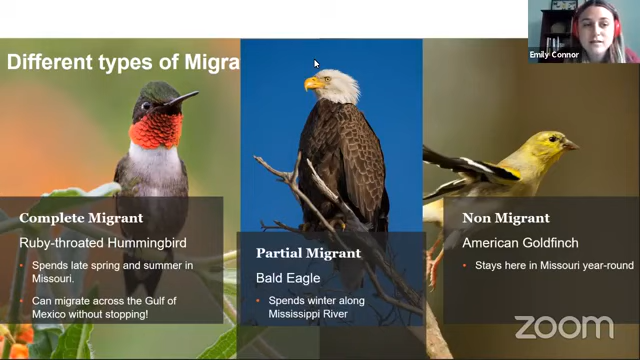 Emily Connor
Different types of Migra
Complete Migrant
Ruby-throated Hummingbird
• Spends late spring and summer in
Missouri.
• Can migrate across the Gulf of
Mexico without stopping!
Partial Migrant
Bald Eagle
• Spends winter along
Mississippi River
Non Migrant
American Goldfinch
• Stays here in Missouri year-round
zoom